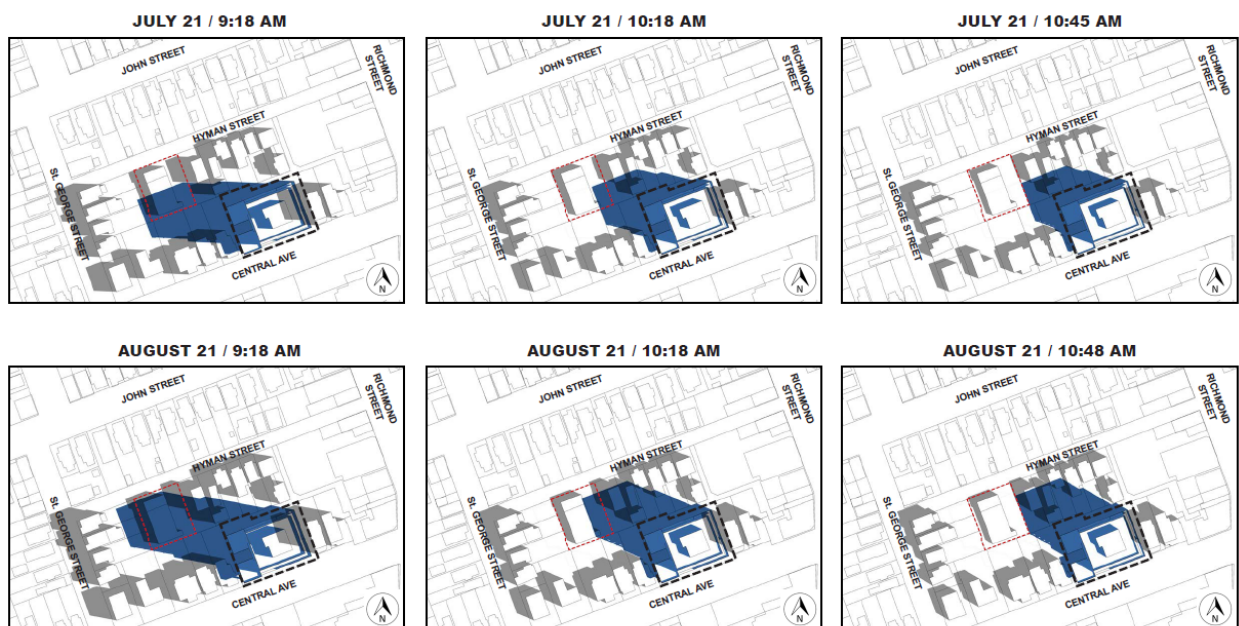 JULY 21 / 9:18 AM
JULY 21 / 10:18 AM
JULY 21 / 10:45 AM
JOHN STREET
RICHMOND
STREET
HYMAN STREET
St. GEORGE STREET
CENTRAL AVE
N
JOHN STREET
RICHMOND
STREET
HYMAN STREET
St. GEORGE STREET
CENTRAL AVE
N
JOHN STREET
RICHMOND
STREET
HYMAN STREET
St. GEORGE STREET
CENTRAL AVE
N
AUGUST 21 / 9:18 AM
AUGUST 21 / 10:18 AM
AUGUST 21 / 10:48 AM
JOHN STREET
RICHMOND
STREET
HYMAN STREET
St. GEORGE STREET
CENTRAL AVE
N
JOHN STREET
RICHMOND
STREET
HYMAN STREET
St. GEORGE STREET
CENTRAL AVE
N
JOHN STREET
RICHMOND
STREET
HYMAN STREET
St. GEORGE STREET
CENTRAL AVE
N